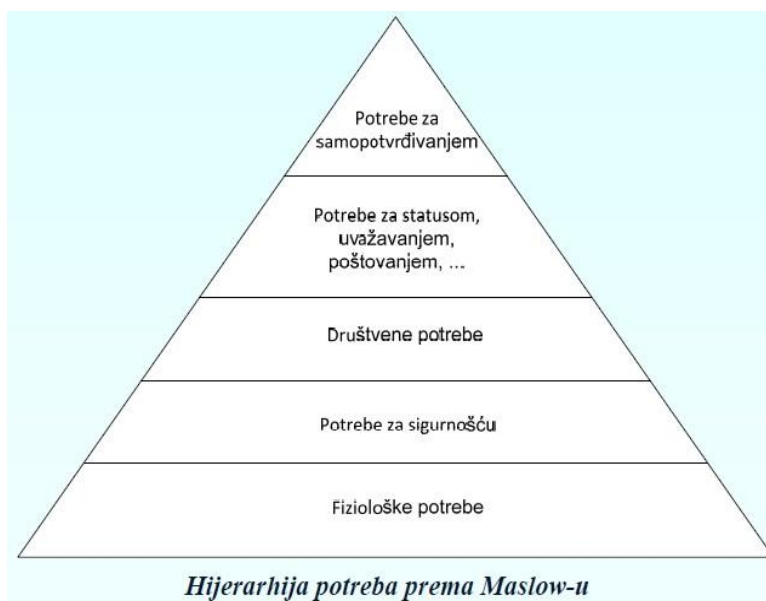 Potrebe za
samopotvrđivanjem
Potrebe za statusom,
uvažavanjem,
poštovanjem, ...
Društvene potrebe
Potrebe za sigurnošću
Fiziološke potrebe
Hijerarhija potreba prema Maslow-u